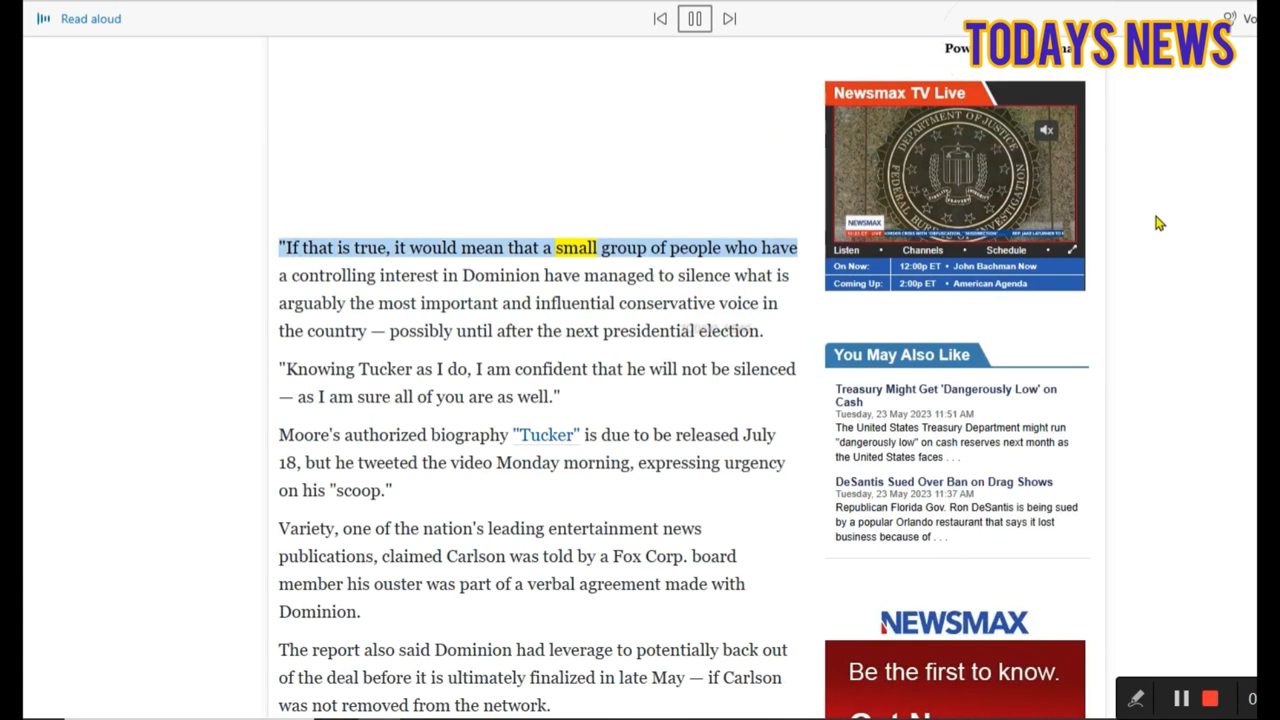 Read aloud
TODAYS NEWS
Newsmax TV Live
DEPARTMENT OF JUSTICE
FEDERAL BUREAU OF INVESTIGATION
NEWSMAX
Listen • Channels • Schedule
On Now: 12:00p ET • John Bachman Now
Coming Up: 2:00p ET • American Agenda
"If that is true, it would mean that a small group of people who have
a controlling interest in Dominion have managed to silence what is
arguably the most important and influential conservative voice in
the country — possibly until after the next presidential election.
"Knowing Tucker as I do, I am confident that he will not be silenced
— as I am sure all of you are as well."
Moore's authorized biography "Tucker" is due to be released July
18, but he tweeted the video Monday morning, expressing urgency
on his "scoop."
Variety, one of the nation's leading entertainment news
publications, claimed Carlson was told by a Fox Corp. board
member his ouster was part of a verbal agreement made with
Dominion.
The report also said Dominion had leverage to potentially back out
of the deal before it is ultimately finalized in late May — if Carlson
was not removed from the network.
You May Also Like
Treasury Might Get 'Dangerously Low' on
Cash
Tuesday, 23 May 2023 11:51 AM
The United States Treasury Department might run
"dangerously low" on cash reserves next month as
the United States faces . . .
DeSantis Sued Over Ban on Drag Shows
Tuesday, 23 May 2023 11:37 AM
Republican Florida Gov. Ron DeSantis is being sued
by a popular Orlando restaurant that says it lost
business because of . . .
NEWSMAX
Be the first to know.